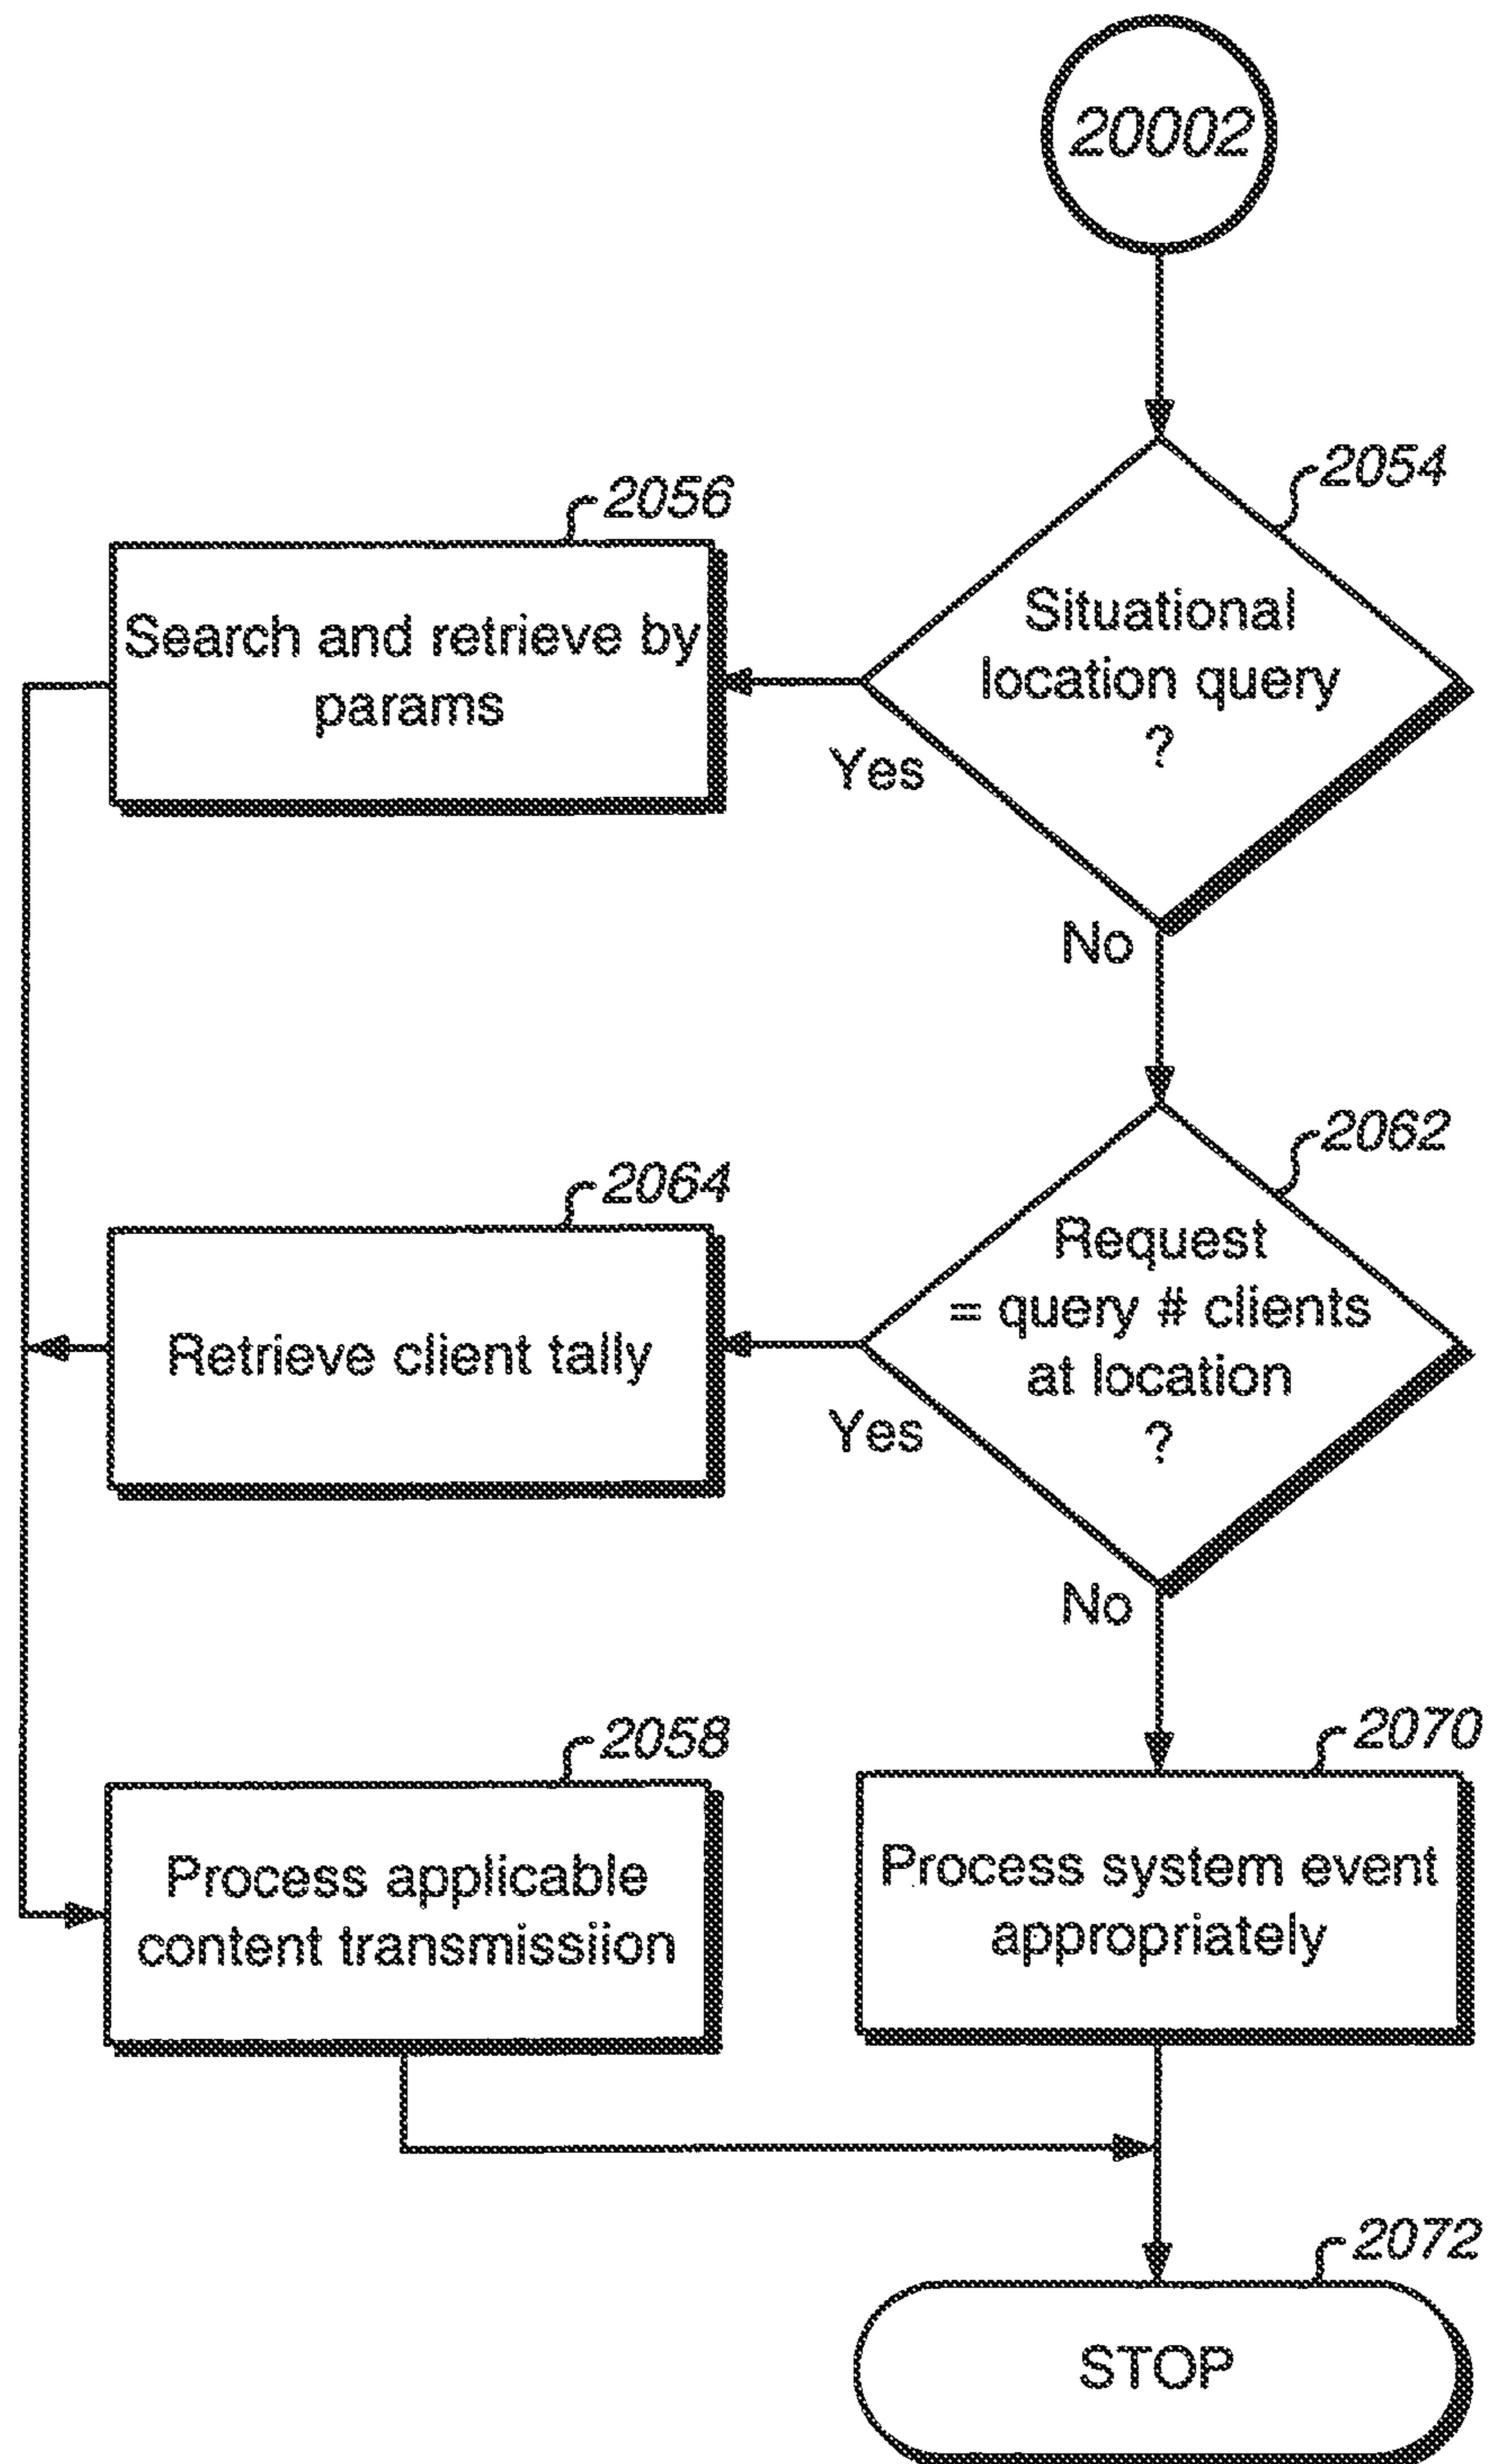 20002
2054
Situational
location query
?
Yes
No
2056
Search and retrieve by
params
2062
Request
= query # clients
at location
?
Yes
No
2064
Retrieve client tally
2058
Process applicable
content transmissiion
2070
Process system event
appropriately
2072
STOP